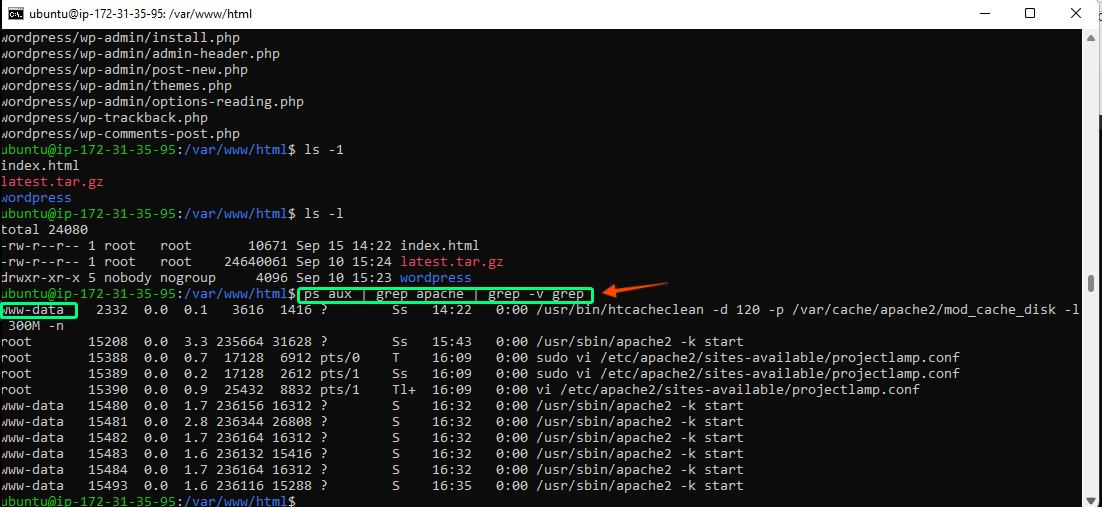 ubuntu@ip-172-31-35-95: /var/www/html
wordpress/wp-admin/install.php
wordpress/wp-admin/admin-header.php
wordpress/wp-admin/post-new.php
wordpress/wp-admin/themes.php
wordpress/wp-admin/options-reading.php
wordpress/wp-trackback.php
wordpress/wp-comments-post.php
ubuntu@ip-172-31-35-95:/var/www/html$ ls -1
index.html
latest.tar.gz
wordpress
ubuntu@ip-172-31-35-95:/var/www/html$ ls -l
total 24080
-rw-r--r-- 1 root   root       10671 Sep 15 14:22 index.html
-rw-r--r-- 1 root   root    24640061 Sep 10 15:24 latest.tar.gz
drwxr-xr-x 5 nobody nogroup     4096 Sep 10 15:23 wordpress
ubuntu@ip-172-31-35-95:/var/www/html$ ps aux | grep apache | grep -v grep
www-data    2332  0.0  0.1   3616  1416 ?        Ss   14:22   0:00 /usr/bin/htcacheclean -d 120 -p /var/cache/apache2/mod_cache_disk -l
 300M -n
root       15208  0.0  3.3 235664 31628 ?        Ss   15:43   0:00 /usr/sbin/apache2 -k start
root       15388  0.0  0.7  17128  6912 pts/0    T    16:09   0:00 sudo vi /etc/apache2/sites-available/projectlamp.conf
root       15389  0.0  0.2  17128  2612 pts/1    Ss   16:09   0:00 sudo vi /etc/apache2/sites-available/projectlamp.conf
root       15390  0.0  0.9  25432  8832 pts/1    Tl+  16:09   0:00 vi /etc/apache2/sites-available/projectlamp.conf
www-data   15480  0.0  1.7 236156 16312 ?        S    16:32   0:00 /usr/sbin/apache2 -k start
www-data   15481  0.0  2.8 236344 26808 ?        S    16:32   0:00 /usr/sbin/apache2 -k start
www-data   15482  0.0  1.7 236164 16312 ?        S    16:32   0:00 /usr/sbin/apache2 -k start
www-data   15483  0.0  1.6 236132 15416 ?        S    16:32   0:00 /usr/sbin/apache2 -k start
www-data   15484  0.0  1.7 236164 16312 ?        S    16:32   0:00 /usr/sbin/apache2 -k start
www-data   15493  0.0  1.6 236116 15288 ?        S    16:35   0:00 /usr/sbin/apache2 -k start
ubuntu@ip-172-31-35-95:/var/www/html$